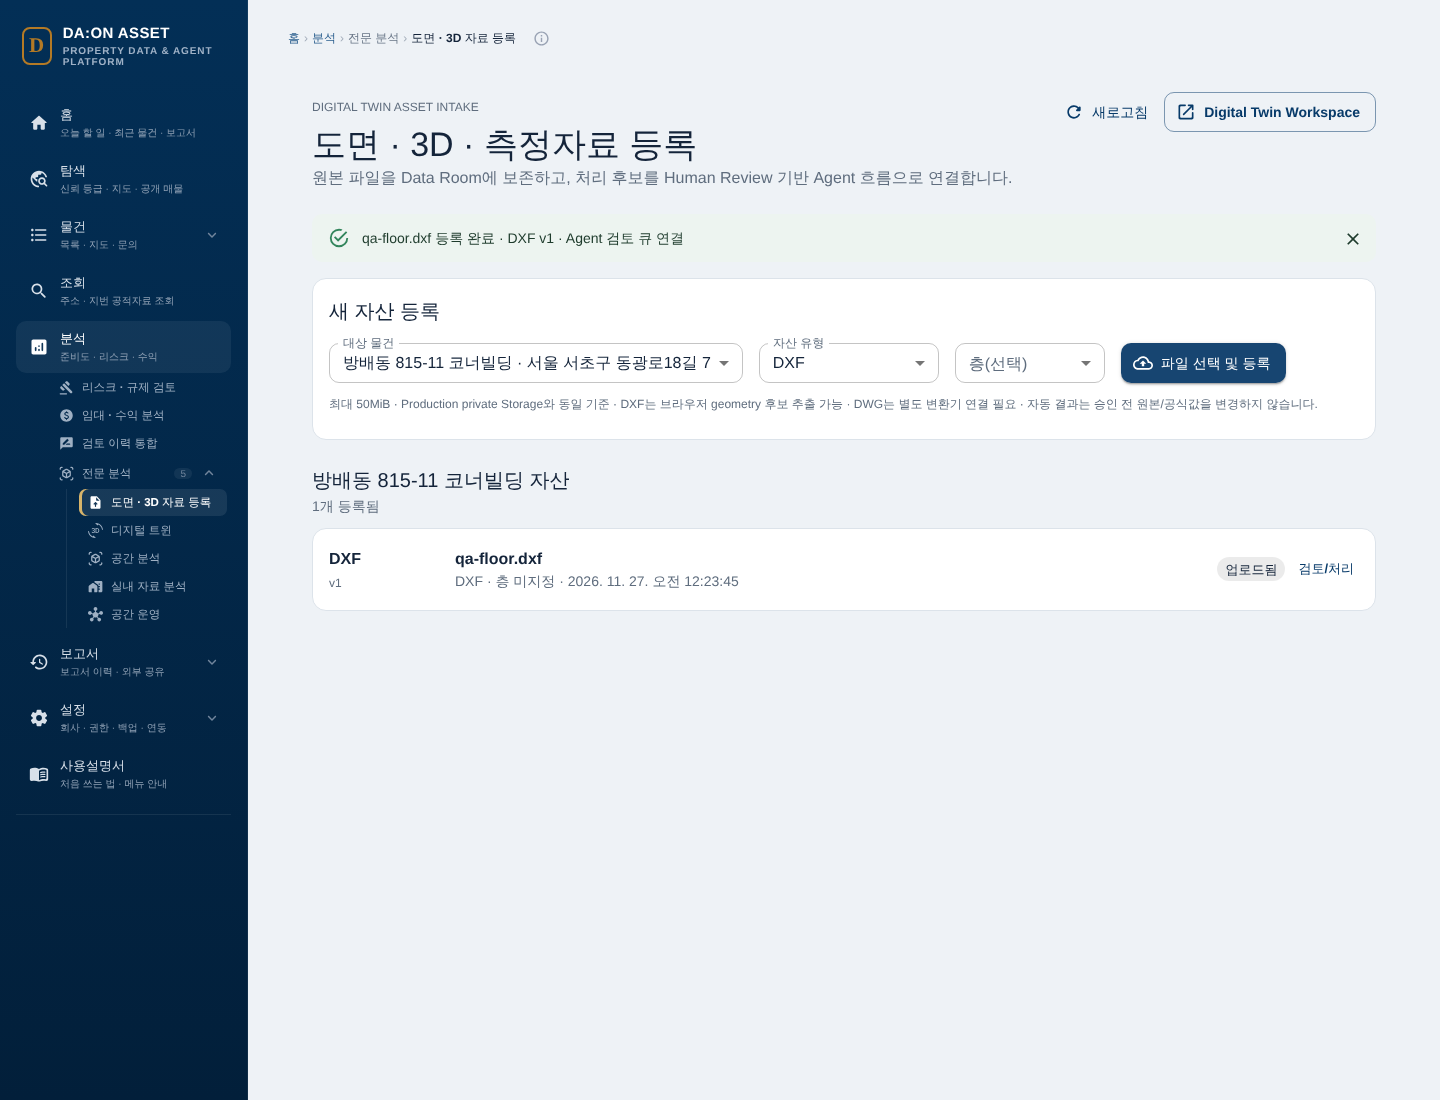 D
DA:ON ASSET
PROPERTY DATA & AGENT
PLATFORM
홈
오늘 할 일 · 최근 물건 · 보고서
탐색
신뢰 등급 · 지도 · 공개 매물
물건
목록 · 지도 · 문의
조회
주소 · 지번 공적자료 조회
분석
준비도 · 리스크 · 수익
리스크 · 규제 검토
임대 · 수익 분석
검토 이력 통합
전문 분석 5
도면 · 3D 자료 등록
디지털 트윈
공간 분석
실내 자료 분석
공간 운영
보고서
보고서 이력 · 외부 공유
설정
회사 · 권한 · 백업 · 연동
사용설명서
처음 쓰는 법 · 메뉴 안내
홈 › 분석 › 전문 분석 › 도면 · 3D 자료 등록
DIGITAL TWIN ASSET INTAKE
도면 · 3D · 측정자료 등록
원본 파일을 Data Room에 보존하고, 처리 후보를 Human Review 기반 Agent 흐름으로 연결합니다.
새로고침
Digital Twin Workspace
qa-floor.dxf 등록 완료 · DXF v1 · Agent 검토 큐 연결
새 자산 등록
대상 물건
방배동 815-11 코너빌딩 · 서울 서초구 동광로18길 7
자산 유형
DXF
층(선택)
파일 선택 및 등록
최대 50MiB · Production private Storage와 동일 기준 · DXF는 브라우저 geometry 후보 추출 가능 · DWG는 별도 변환기 연결 필요 · 자동 결과는 승인 전 원본/공식값을 변경하지 않습니다.
방배동 815-11 코너빌딩 자산
1개 등록됨
DXF
v1
qa-floor.dxf
DXF · 층 미지정 · 2026. 11. 27. 오전 12:23:45
업로드됨
검토/처리